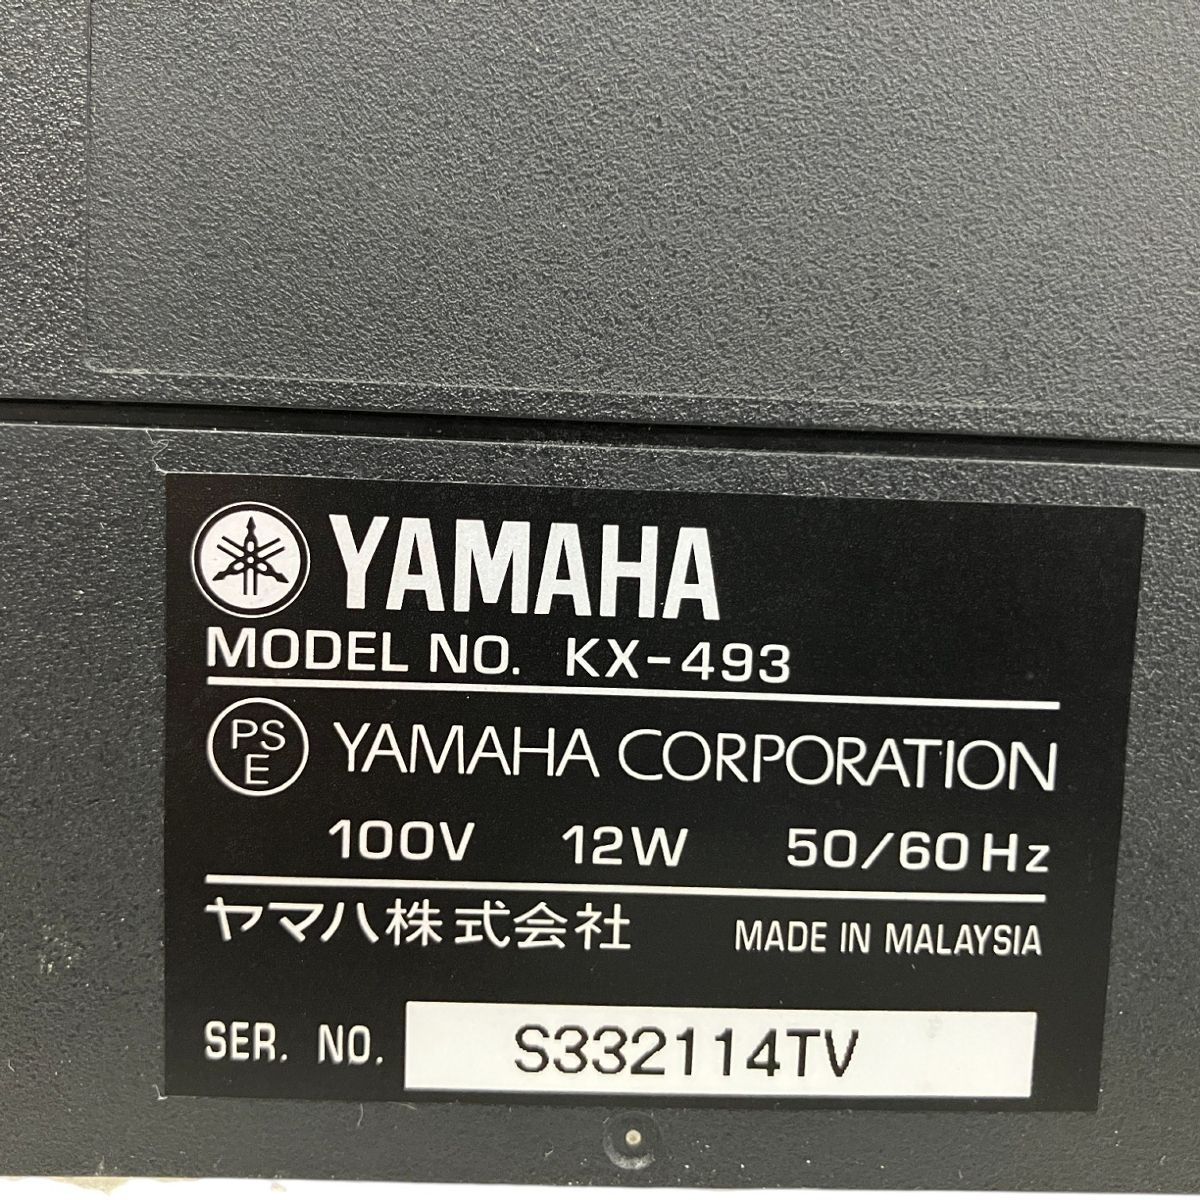 YAMAHA
MODEL NO. KX-493
PS
E
YAMAHA CORPORATION
100V 12W 50/60Hz
ヤマハ株式会社 MADE IN MALAYSIA
SER. NO. S332114TV